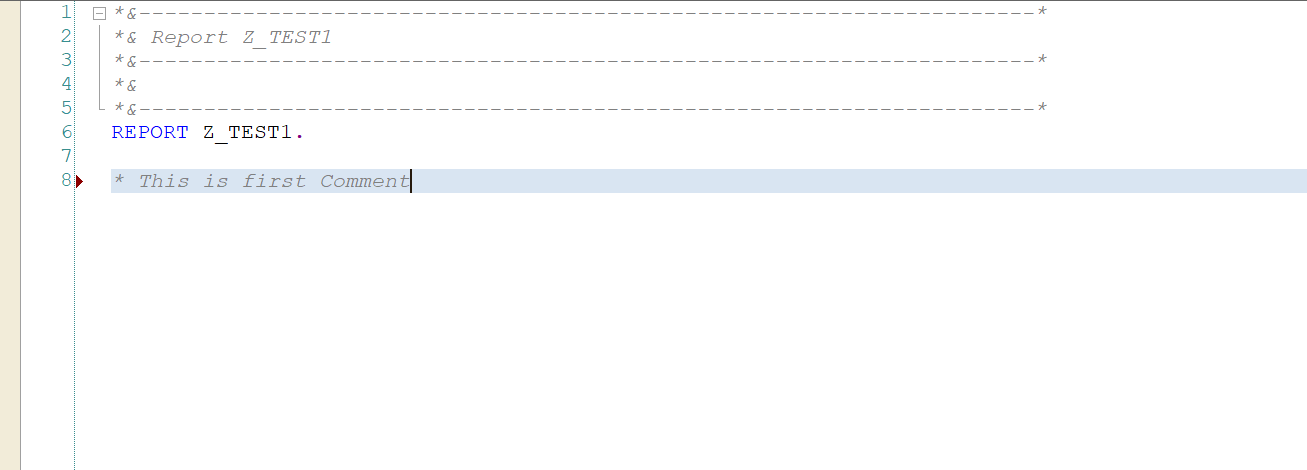 1 *&---------------------------------------------------------------------*
2 *& Report Z_TEST1
3 *&---------------------------------------------------------------------*
4 *&
5 *&---------------------------------------------------------------------*
6 REPORT Z_TEST1.
7
8 * This is first Comment